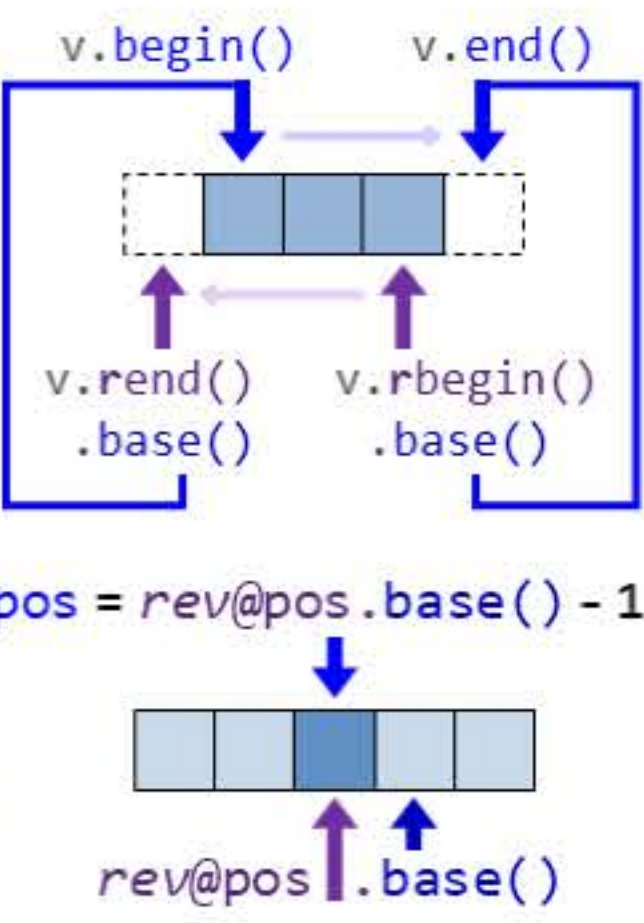 v.begin() v.end()
v.rend() v.rbegin()
.base() .base()
pos = rev@pos.base() - 1
rev@pos .base()